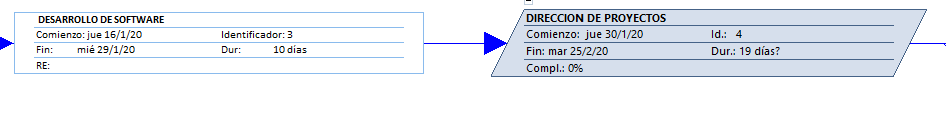 DESARROLLO DE SOFTWARE
Comienzo: jue 16/1/20 Identificador: 3
Fin: mié 29/1/20 Dur: 10 días
RE:
DIRECCION DE PROYECTOS
Comienzo: jue 30/1/20 Id.: 4
Fin: mar 25/2/20 Dur.: 19 días?
Compl.: 0%